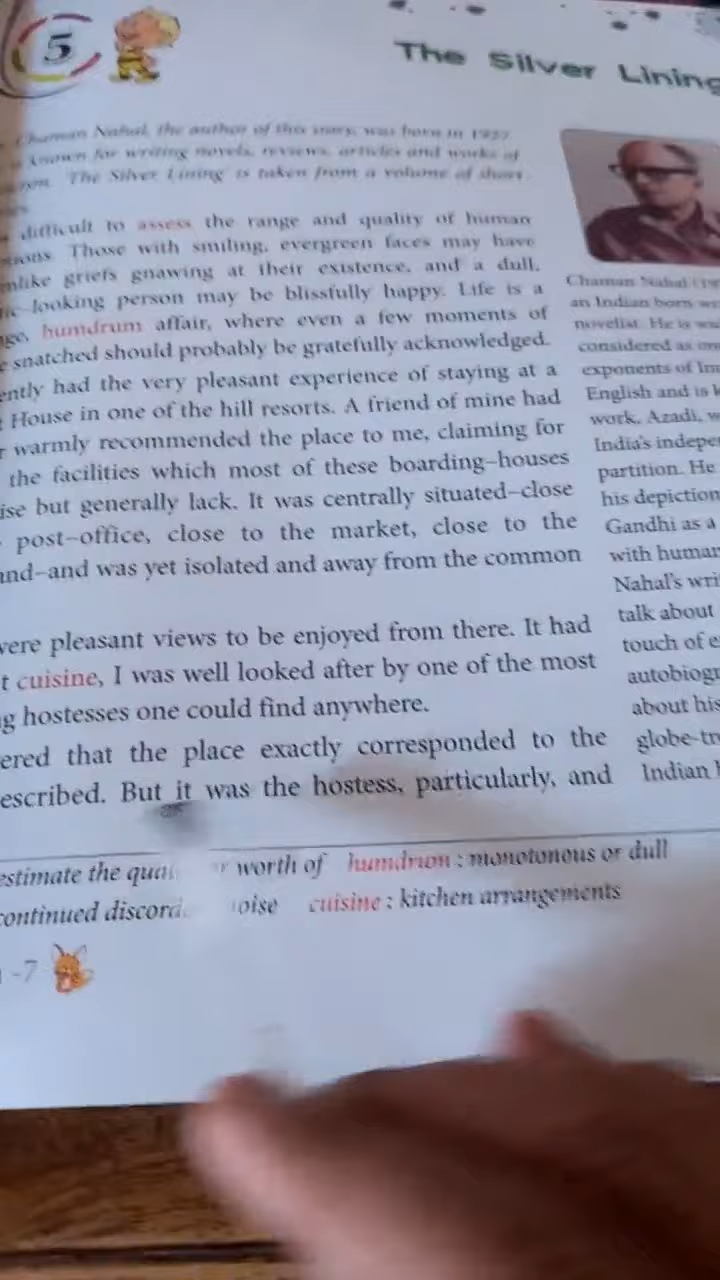 5
The Silver Lining
Chaman Nahal, the author of this story, was born in 1927
known for writing novels, reviews, articles and works of
'The Silver Lining' is taken from a volume of short
difficult to assess the range and quality of human
Those with smiling, evergreen faces may have
griefs gnawing at their existence, and a dull,
looking person may be blissfully happy. Life is a
humdrum affair, where even a few moments of
snatched should probably be gratefully acknowledged.
ently had the very pleasant experience of staying at a
House in one of the hill resorts. A friend of mine had
warmly recommended the place to me, claiming for
the facilities which most of these boarding-houses
ise but generally lack. It was centrally situated-close
post-office, close to the market, close to the
and-and was yet isolated and away from the common
were pleasant views to be enjoyed from there. It had
t cuisine, I was well looked after by one of the most
g hostesses one could find anywhere.
ered that the place exactly corresponded to the
escribed. But it was the hostess, particularly, and
Chaman Nahal
an Indian born
novelist. He is
considered as
exponents of
English and is
work, Azadi,
India's indepe
partition. He
his depiction
Gandhi as a
with human
Nahal's wri
talk about
touch of e
autobiogr
about his
globe-tr
Indian
estimate the qua worth of humdrum : monotonous or dull
continued discord oise cuisine : kitchen arrangements
-7